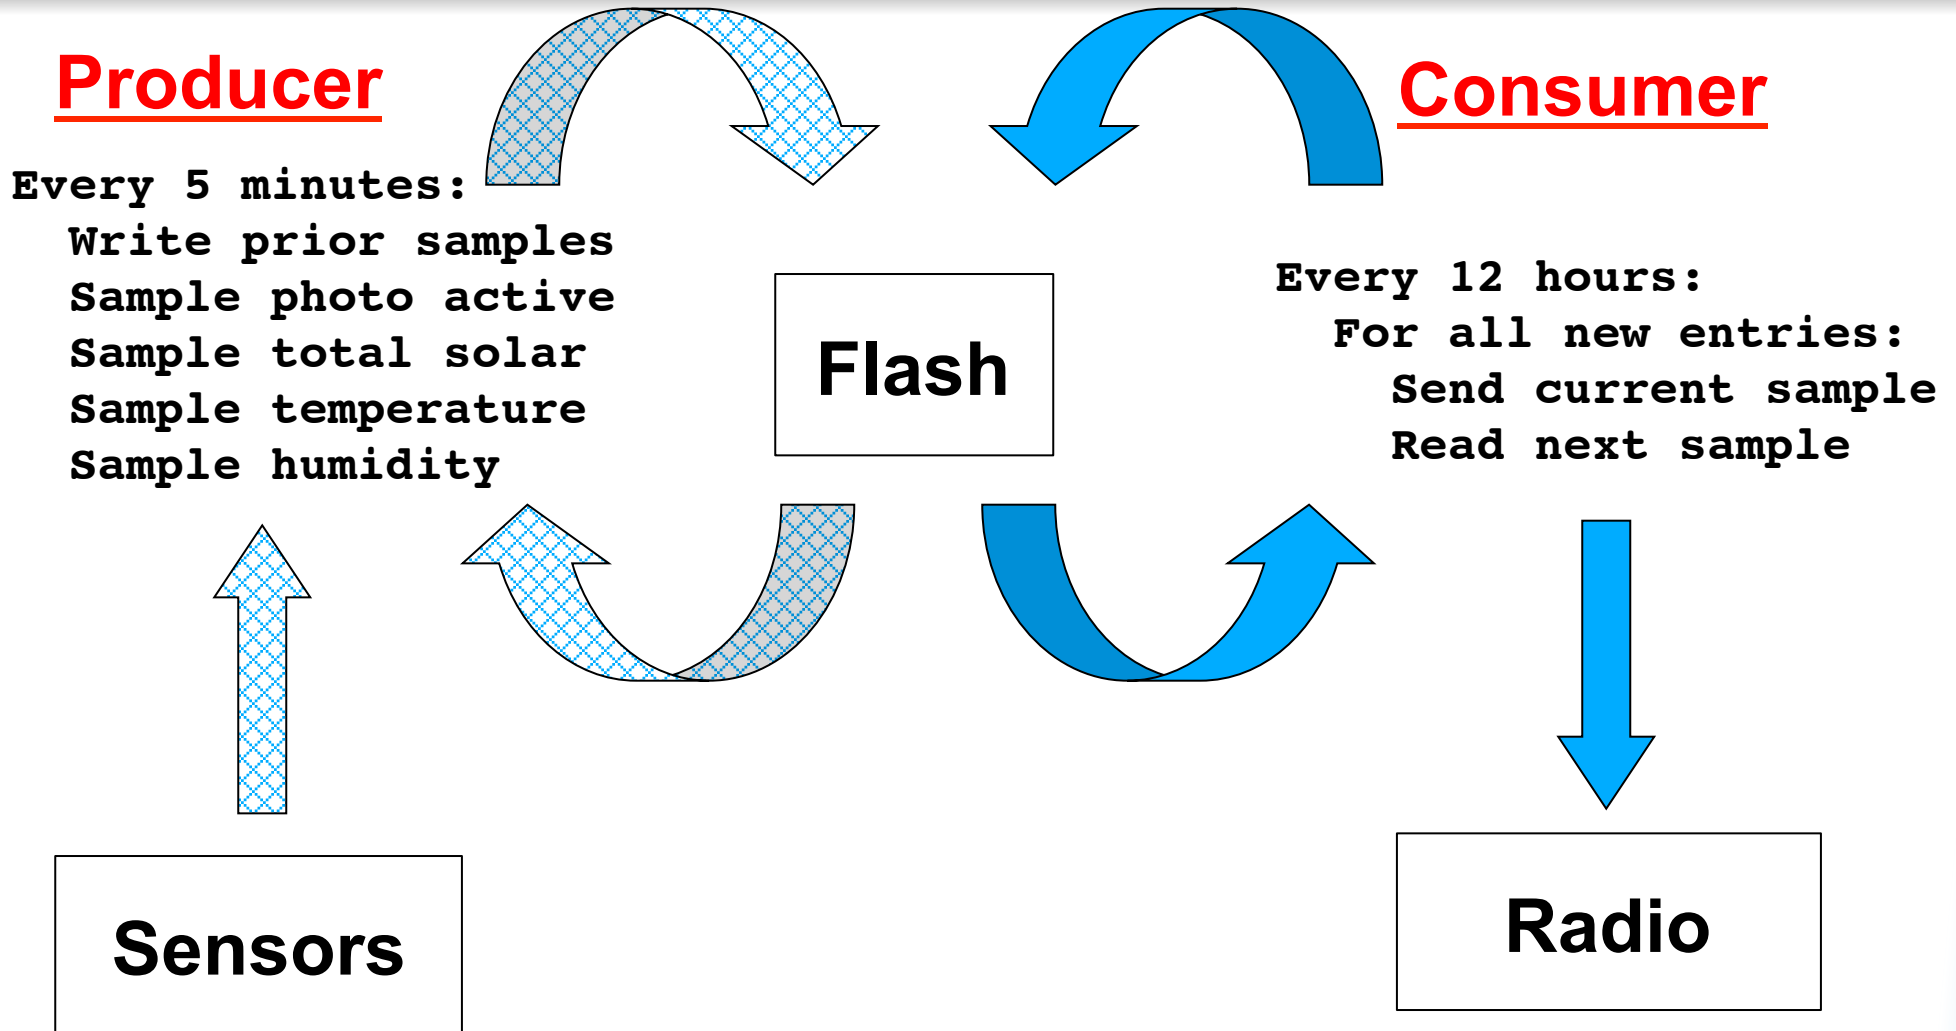 Producer
Every 5 minutes:
Write prior samples
Sample photo active
Sample total solar
Sample temperature
Sample humidity
Flash
Consumer
Every 12 hours:
For all new entries:
Send current sample
Read next sample
Sensors
Radio